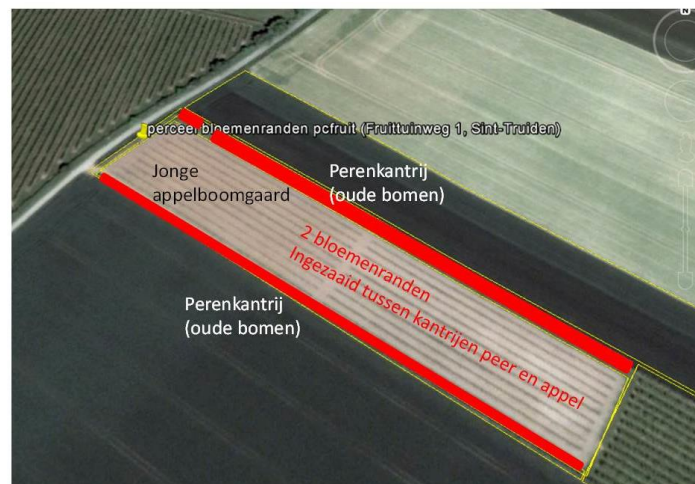 N
perceel bloemenranden pcfruit (Fruittuinweg 1, Sint-Truiden)
Jonge
appelboomgaard
Perenkantrij
(oude bomen)
2 bloemenranden
Ingezaaid tussen kantrijen peer en appel
Perenkantrij
(oude bomen)